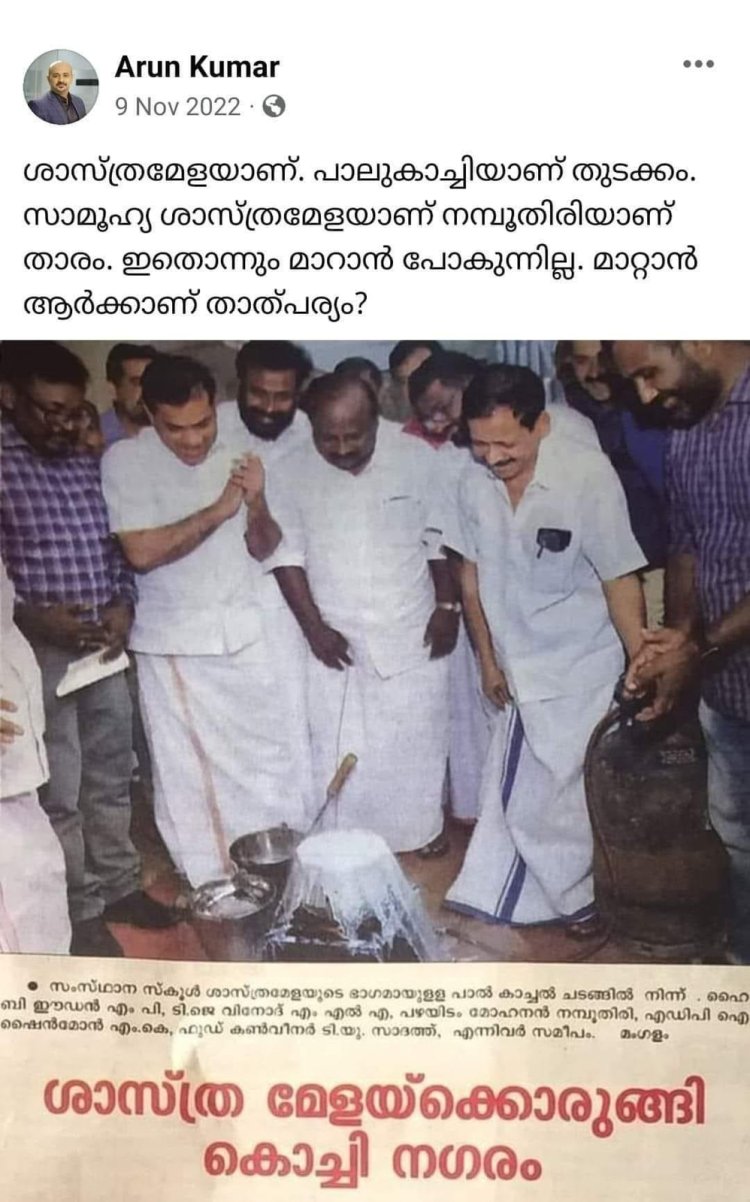 Arun Kumar
9 Nov 2022
ശാസ്ത്രമേളയാണ്. പാലുകാച്ചിയാണ് തുടക്കം.
സാമൂഹ്യ ശാസ്ത്രമേളയാണ് നമ്പൂതിരിയാണ്
താരം. ഇതൊന്നും മാറാൻ പോകുന്നില്ല. മാറ്റാൻ
ആർക്കാണ് താത്പര്യം?
സംസ്ഥാന സ്കൂൾ ശാസ്ത്രമേളയുടെ ഭാഗമായുളള പാൽ കാച്ചൽ ചടങ്ങിൽ നിന്ന് . ഹൈ
ബി ഈഡൻ എം പി, ടി.ജെ വിനോദ് എം എൽ എ, പഴയിടം മോഹനൻ നമ്പൂതിരി, എഡിപി ഐ
ഷൈൻമോൻ എം.കെ, ഫുഡ് കൺവീനർ ടി.യു. സാദത്ത്, എന്നിവർ സമീപം. മംഗളം
ശാസ്ത്ര മേളയ്ക്കൊരുങ്ങി
കൊച്ചി നഗരം